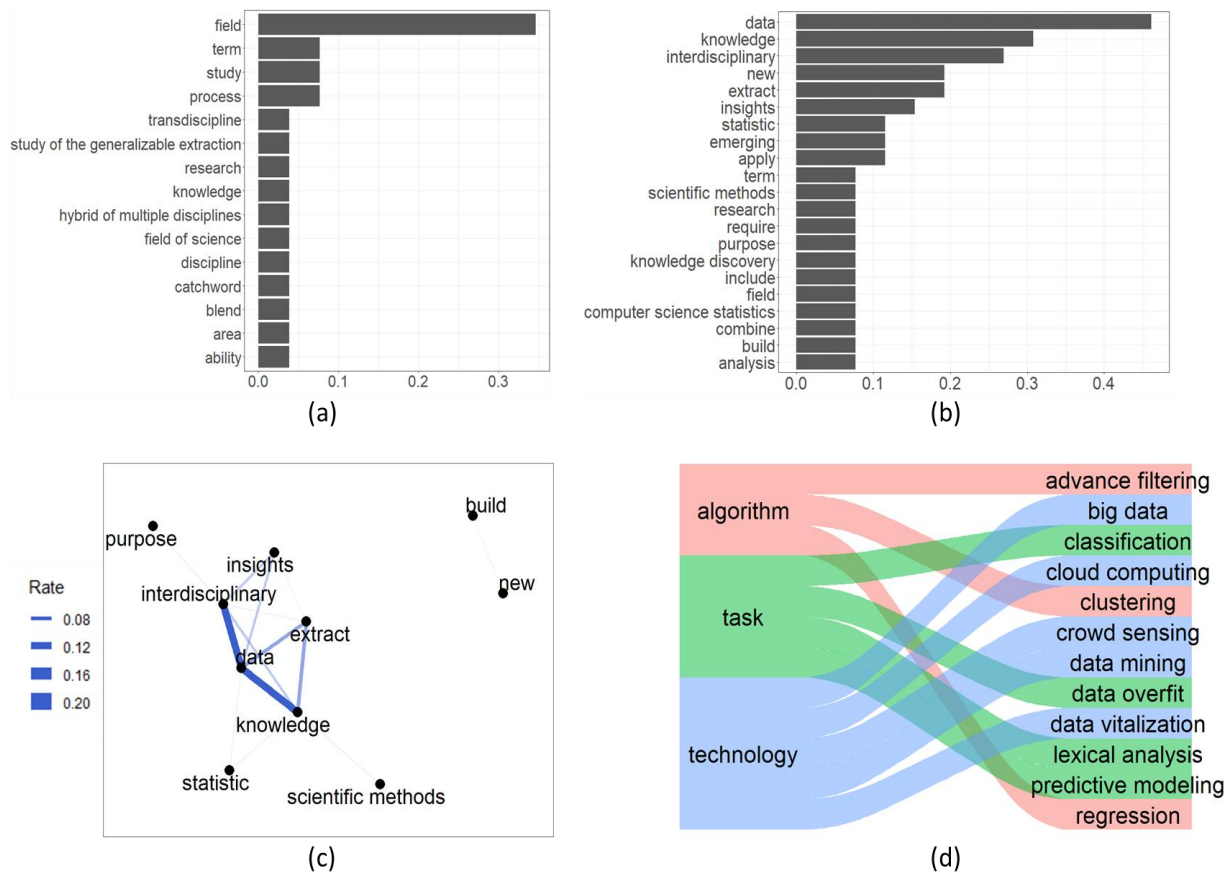 field
term
study
process
transdiscipline
study of the generalizable extraction
research
knowledge
hybrid of multiple disciplines
field of science
discipline
catchword
blend
area
ability
0.0 0.1 0.2 0.3
(a)
data
knowledge
interdisciplinary
new
extract
insights
statistic
emerging
apply
term
scientific methods
research
require
purpose
knowledge discovery
include
field
computer science statistics
combine
build
analysis
0.0 0.1 0.2 0.3 0.4
(b)
Rate
0.08
0.12
0.16
0.20
build
purpose
insights
new
interdisciplinary
extract
data
knowledge
statistic
scientific methods
(c)
algorithm
task
technology
advance filtering
big data
classification
cloud computing
clustering
crowd sensing
data mining
data overfit
data vitalization
lexical analysis
predictive modeling
regression
(d)